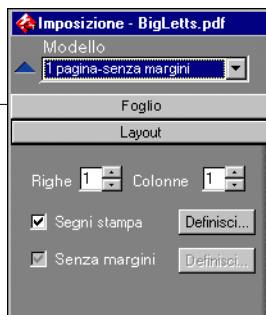 Imposizione - BigLetts.pdf
Modello
1 pagina-senza margini
Foglio
Layout
Righe 1 Colonne 1
Segni stampa Definisci...
Senza margini Definisci...